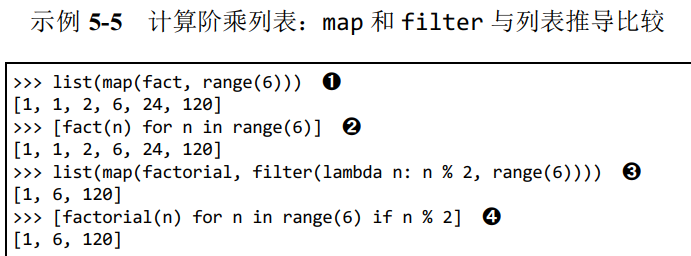 示例 5-5 计算阶乘列表：map 和 filter 与列表推导比较
>>> list(map(fact, range(6))) ❶
[1, 1, 2, 6, 24, 120]
>>> [fact(n) for n in range(6)] ❷
[1, 1, 2, 6, 24, 120]
>>> list(map(factorial, filter(lambda n: n % 2, range(6)))) ❸
[1, 6, 120]
>>> [factorial(n) for n in range(6) if n % 2] ❹
[1, 6, 120]